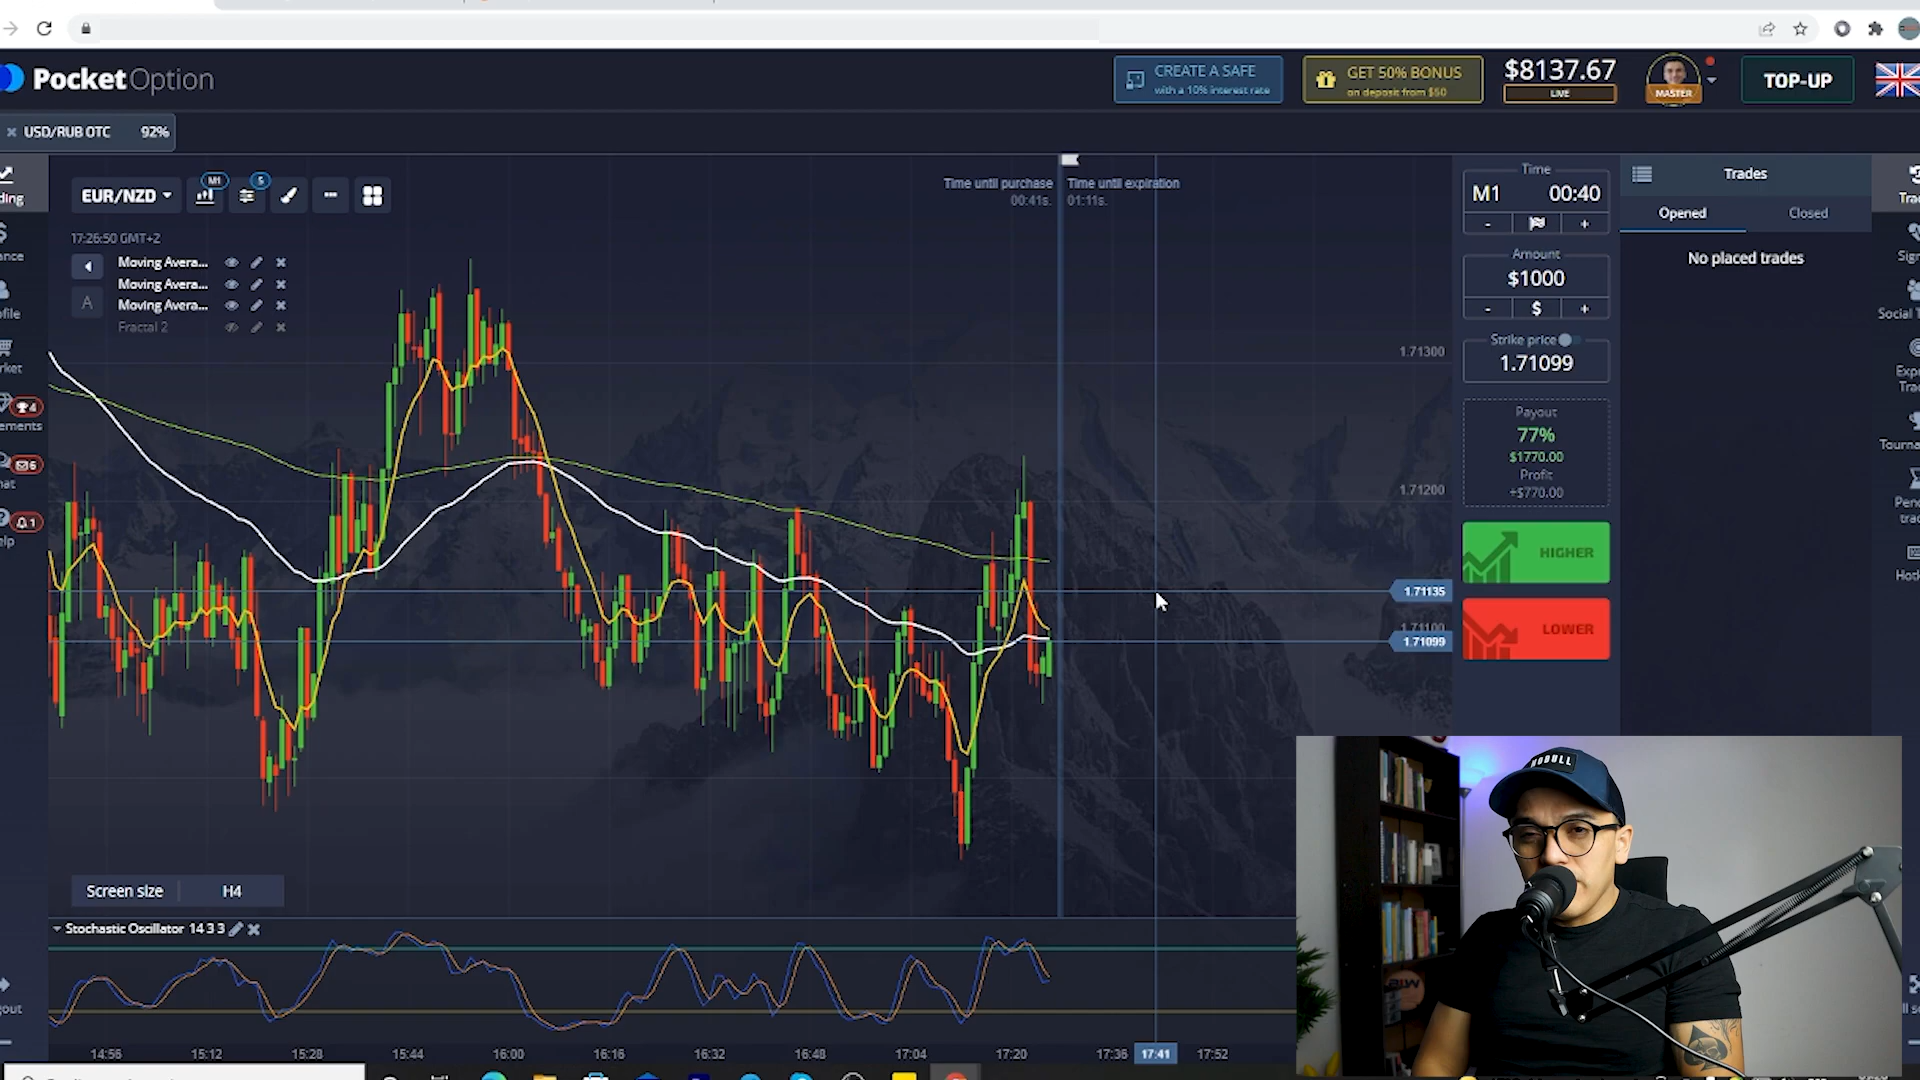 PocketOption
CREATE A SAFE
with a 10% interest rate
GET 50% BONUS
on deposit from $50
$8137.67
LIVE
MASTER
TOP-UP
USD/RUB OTC 92%
EUR/NZD
M1
5
Time until purchase
00:41s.
Time until expiration
01:11s.
17:26:50 GMT+2
Moving Avera...
Moving Avera...
Moving Avera...
Fractal 2
A
1.71300
1.71200
1.71135
1.71100
1.71099
Time
M1 00:40
- +
Amount
$1000
- $ +
Strike price
1.71099
Payout
77%
$1770.00
Profit
+$770.00
HIGHER
LOWER
Trades
Opened
Closed
No placed trades
4
6
1
Screen size
H4
Stochastic Oscillator 14 3 3
14:56
15:12
15:28
15:44
16:00
16:16
16:32
16:48
17:04
17:20
17:36
17:41
17:52
NOBULL